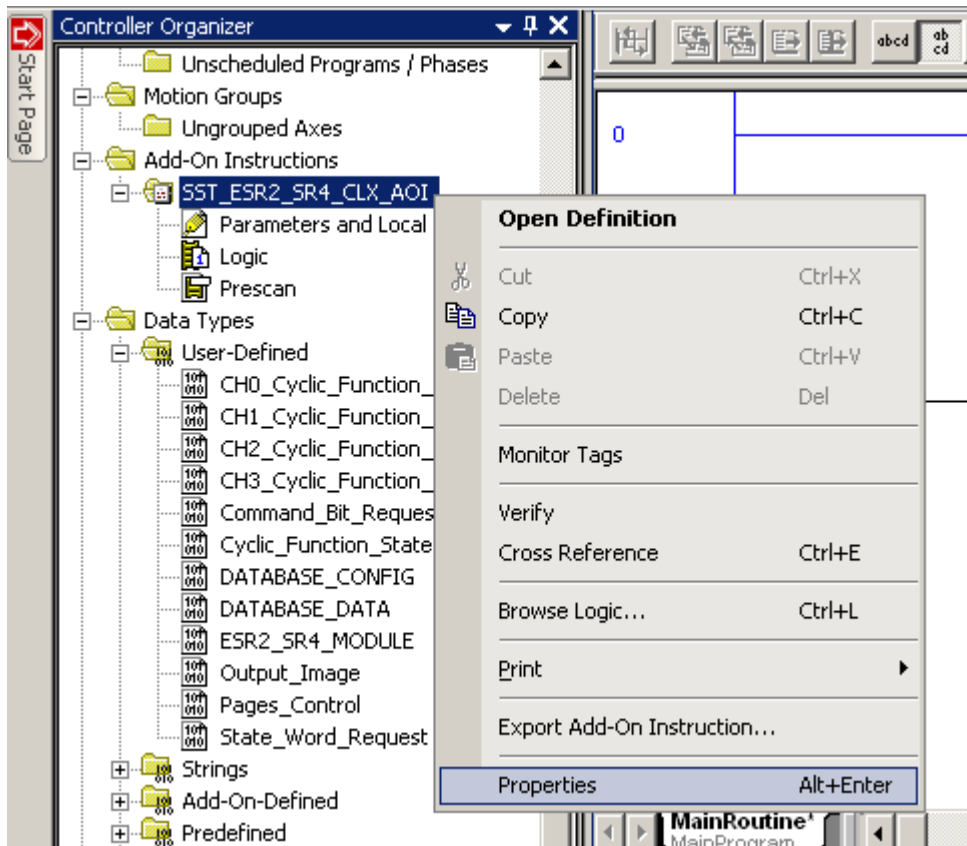 Controller Organizer
Start Page
Unscheduled Programs / Phases
Motion Groups
Ungrouped Axes
Add-On Instructions
SST_ESR2_SR4_CLX_AOI
Parameters and Local
Logic
Prescan
Data Types
User-Defined
CH0_Cyclic_Function_
CH1_Cyclic_Function_
CH2_Cyclic_Function_
CH3_Cyclic_Function_
Command_Bit_Reques
Cyclic_Function_State
DATABASE_CONFIG
DATABASE_DATA
ESR2_SR4_MODULE
Output_Image
Pages_Control
State_Word_Request
Strings
Add-On-Defined
Predefined
abcd
ab
cd
0
Open Definition
Cut Ctrl+X
Copy Ctrl+C
Paste Ctrl+V
Delete Del
Monitor Tags
Verify
Cross Reference Ctrl+E
Browse Logic... Ctrl+L
Print
Export Add-On Instruction...
Properties Alt+Enter
MainRoutine*
MainProgram